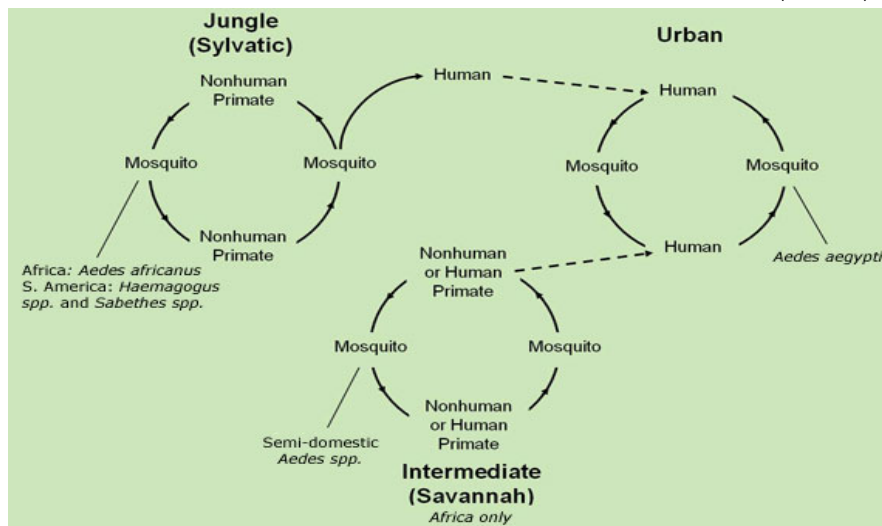 Jungle
(Sylvatic)
Nonhuman
Primate
Mosquito
Mosquito
Nonhuman
Primate
Africa: Aedes africanus
S. America: Haemagogus
spp. and Sabethes spp.
Human
Urban
Human
Mosquito
Mosquito
Human
Aedes aegypti
Nonhuman
or Human
Primate
Mosquito
Mosquito
Nonhuman
or Human
Primate
Semi-domestic
Aedes spp.
Intermediate
(Savannah)
Africa only